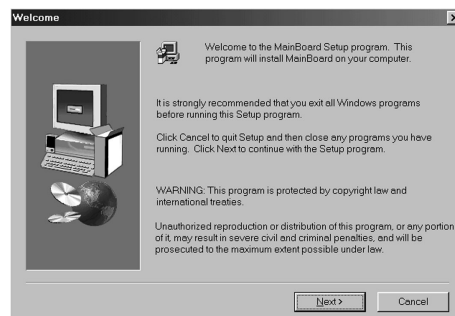 Welcome
Welcome to the MainBoard Setup program. This
program will install MainBoard on your computer.
It is strongly recommended that you exit all Windows programs
before running this Setup program.
Click Cancel to quit Setup and then close any programs you have
running. Click Next to continue with the Setup program.
WARNING: This program is protected by copyright law and
international treaties.
Unauthorized reproduction or distribution of this program, or any portion
of it, may result in severe civil and criminal penalties, and will be
prosecuted to the maximum extent possible under law.
Next >
Cancel